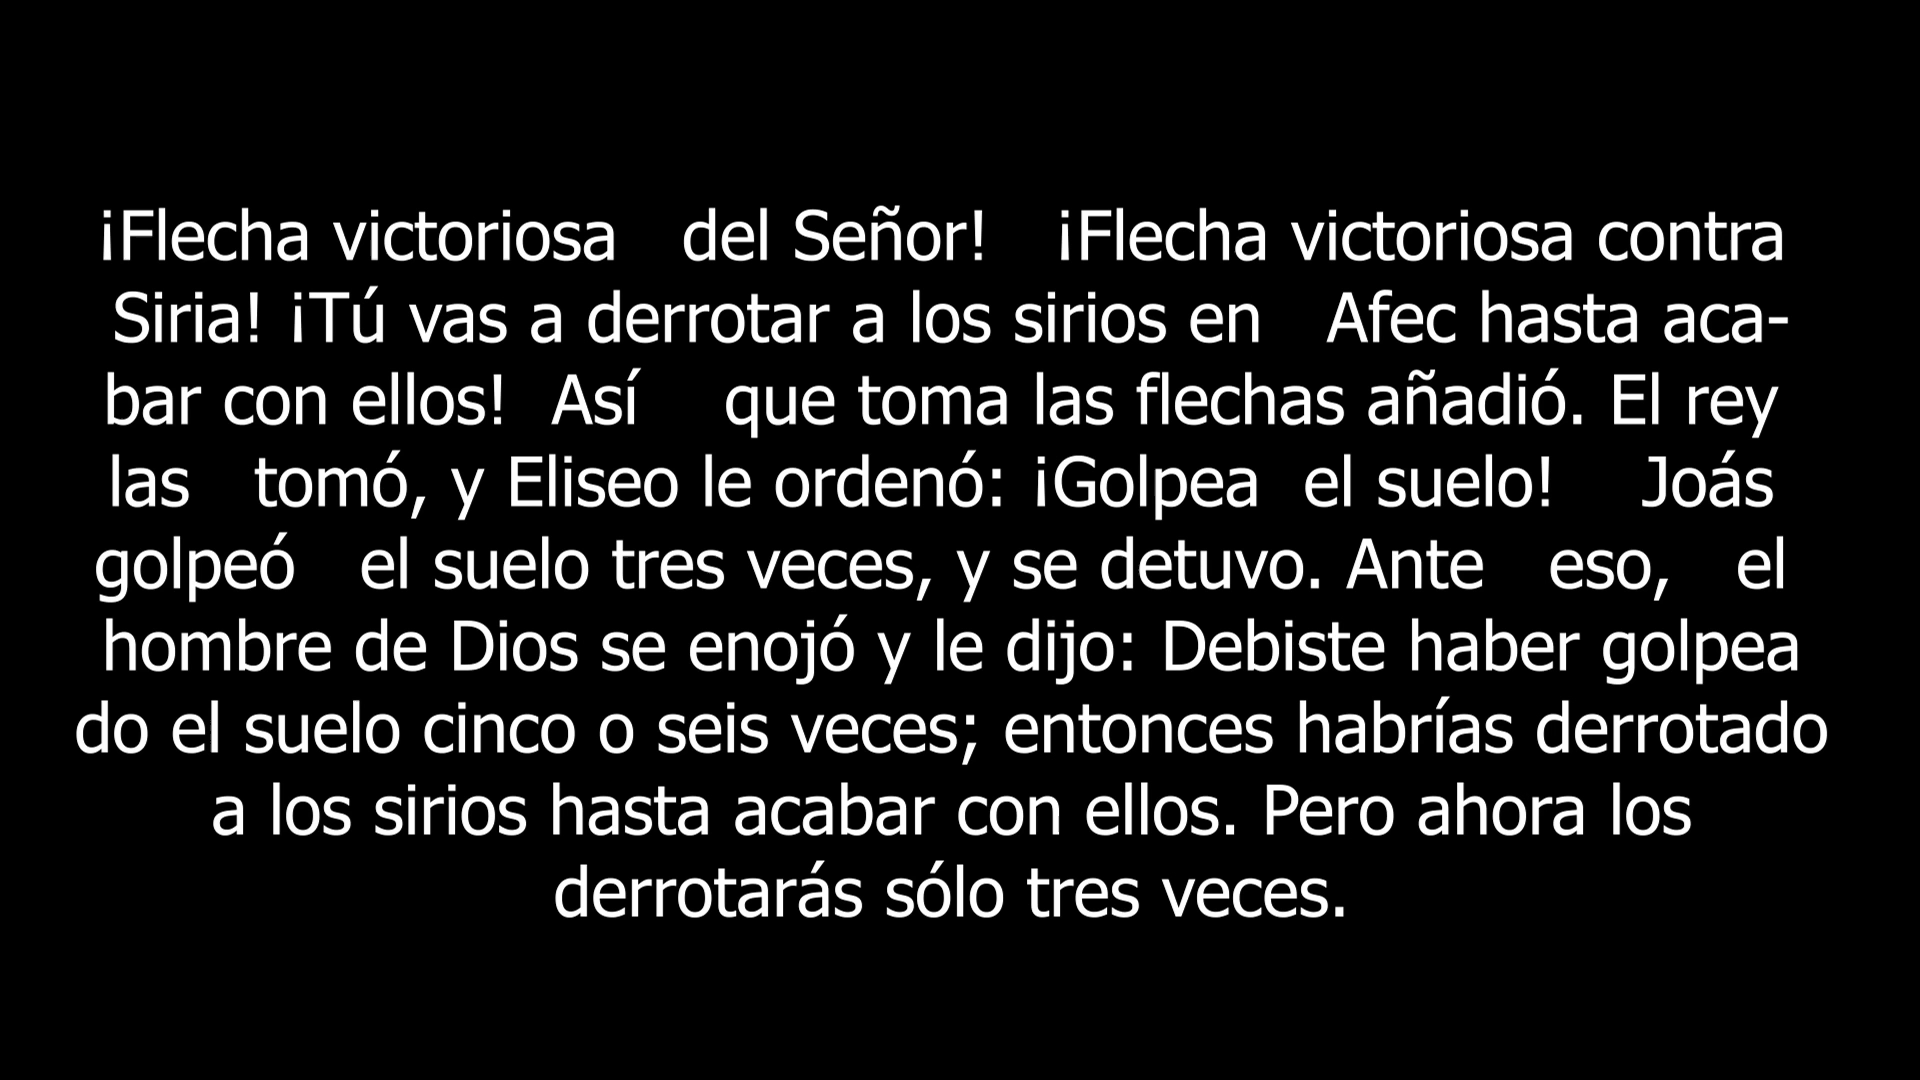 ¡Flecha victoriosa del Señor! ¡Flecha victoriosa contra
Siria! ¡Tú vas a derrotar a los sirios en Afec hasta aca-
bar con ellos! Así que toma las flechas añadió. El rey
las tomó, y Eliseo le ordenó: ¡Golpea el suelo! Joás
golpeó el suelo tres veces, y se detuvo. Ante eso, el
hombre de Dios se enojó y le dijo: Debiste haber golpea
do el suelo cinco o seis veces; entonces habrías derrotado
a los sirios hasta acabar con ellos. Pero ahora los
derrotarás sólo tres veces.